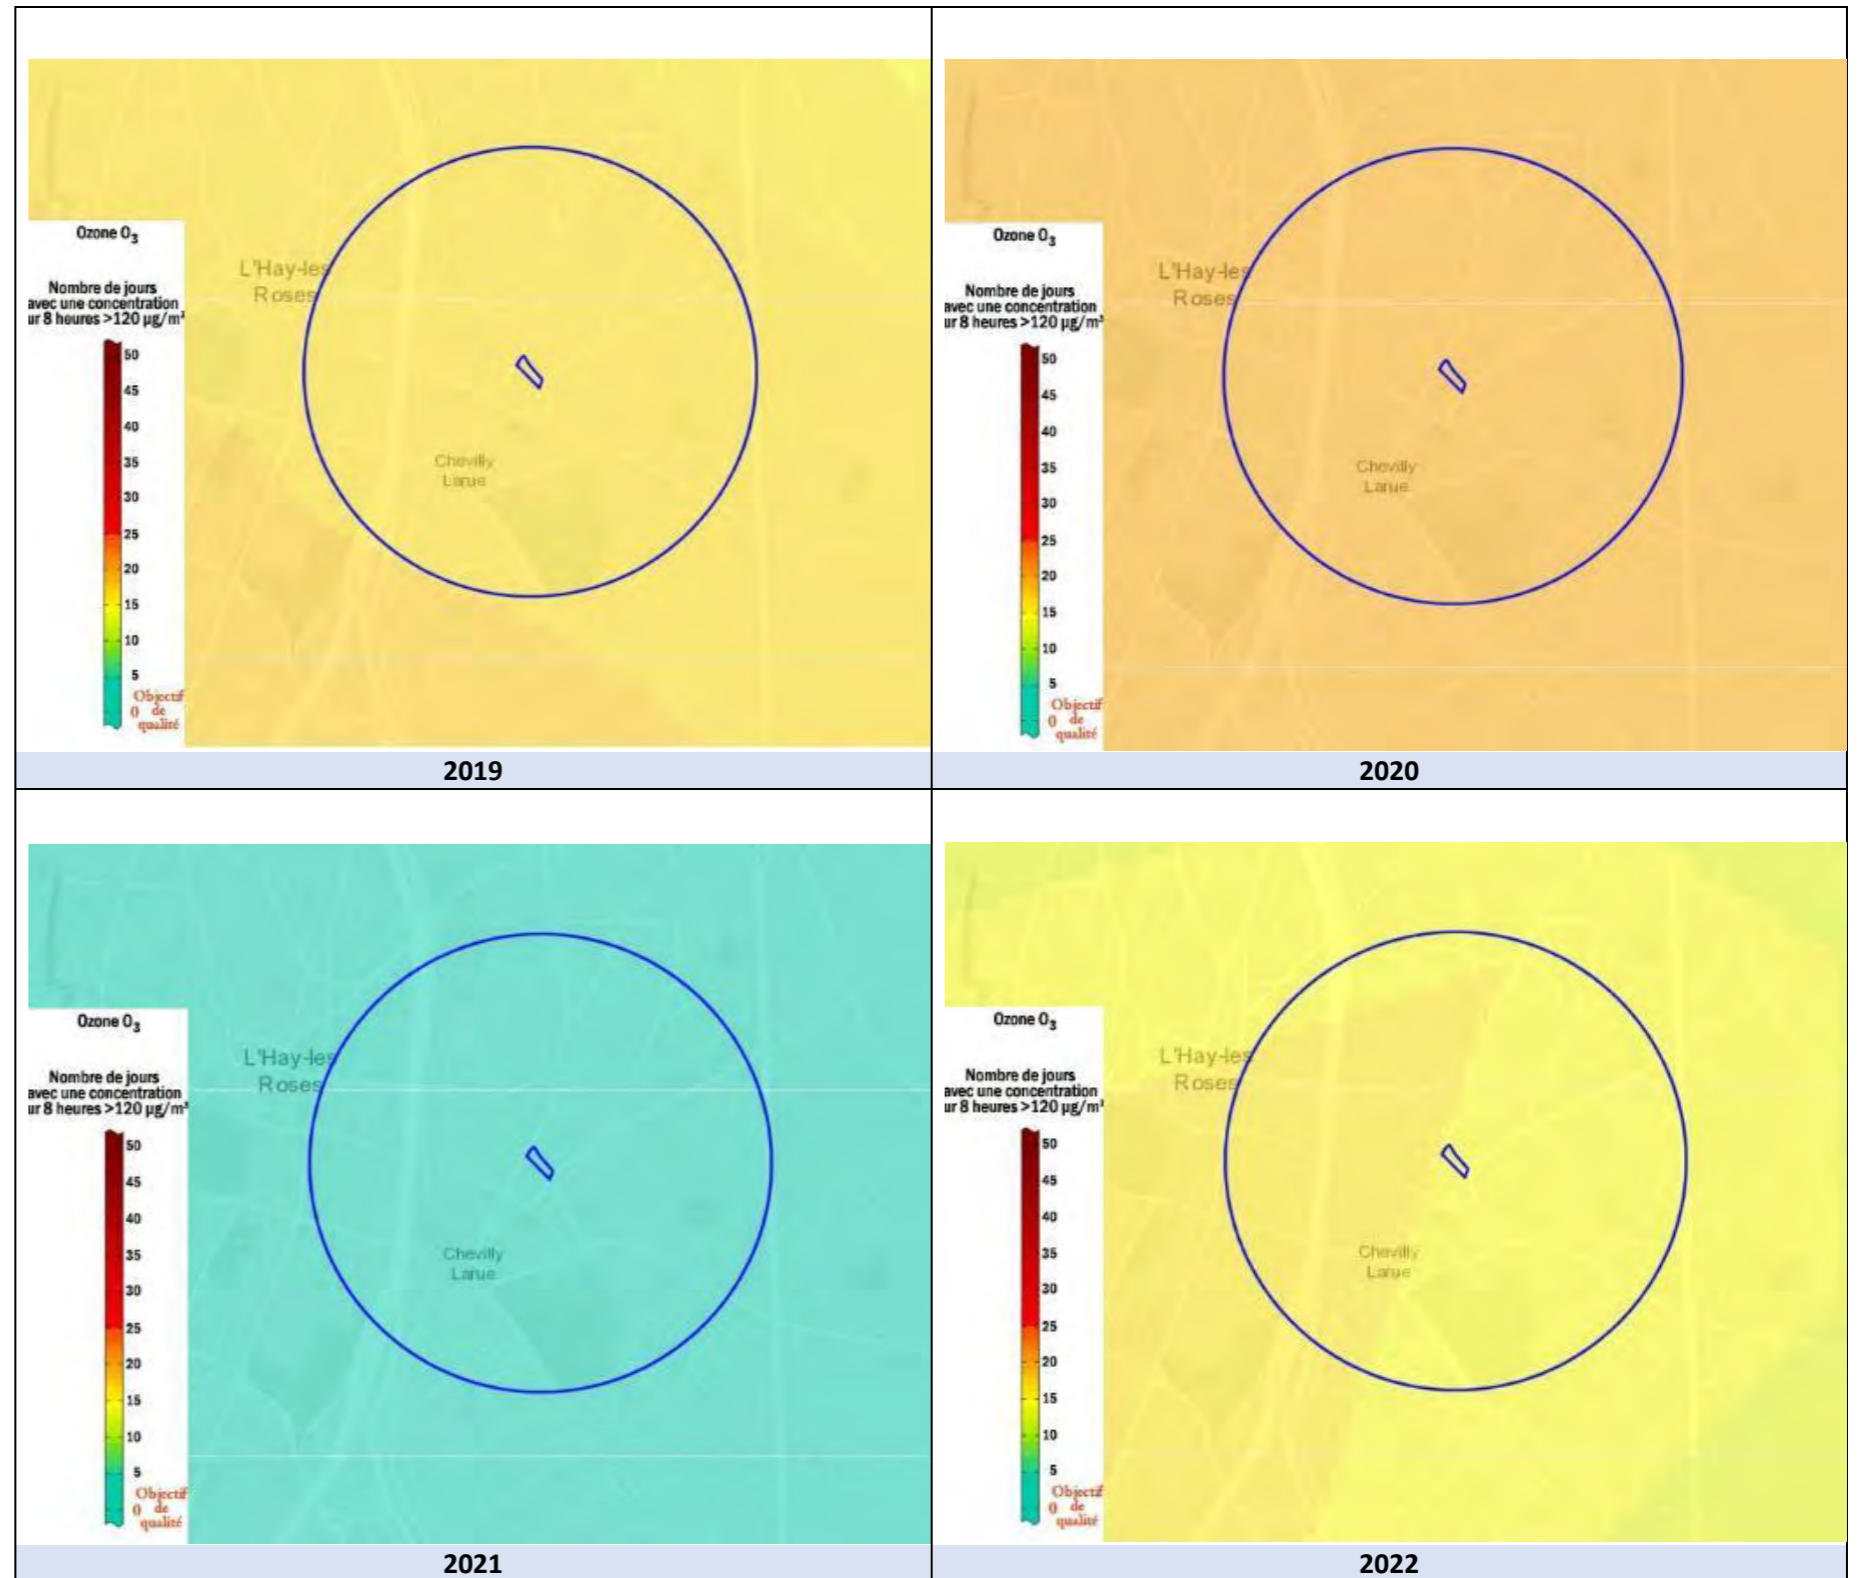 Ozone O3
Nombre de jours
avec une concentration
ur 8 heures >120 µg/m³
50
45
40
35
30
25
20
15
10
5
Objectif
0 de
qualité
L'Hay-les
Roses
Chevilly
Larue
Ozone O3
Nombre de jours
avec une concentration
ur 8 heures >120 µg/m³
50
45
40
35
30
25
20
15
10
5
Objectif
0 de
qualité
L'Hay-les
Roses
Chevilly
Larue
2019
2020
Ozone O3
Nombre de jours
avec une concentration
ur 8 heures >120 µg/m³
50
45
40
35
30
25
20
15
10
5
Objectif
0 de
qualité
L'Hay-les
Roses
Chevilly
Larue
Ozone O3
Nombre de jours
avec une concentration
ur 8 heures >120 µg/m³
50
45
40
35
30
25
20
15
10
5
Objectif
0 de
qualité
L'Hay-les
Roses
Chevilly
Larue
2021
2022